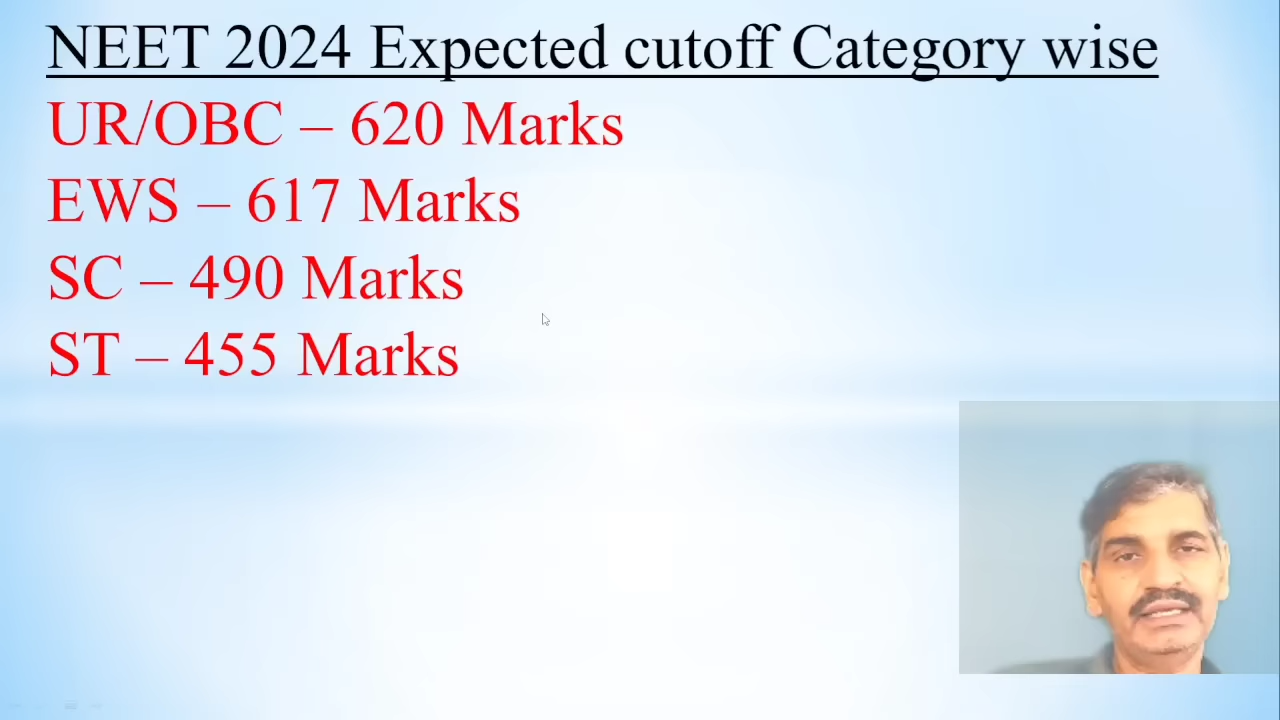 NEET 2024 Expected cutoff Category wise
UR/OBC – 620 Marks
EWS – 617 Marks
SC – 490 Marks
ST – 455 Marks